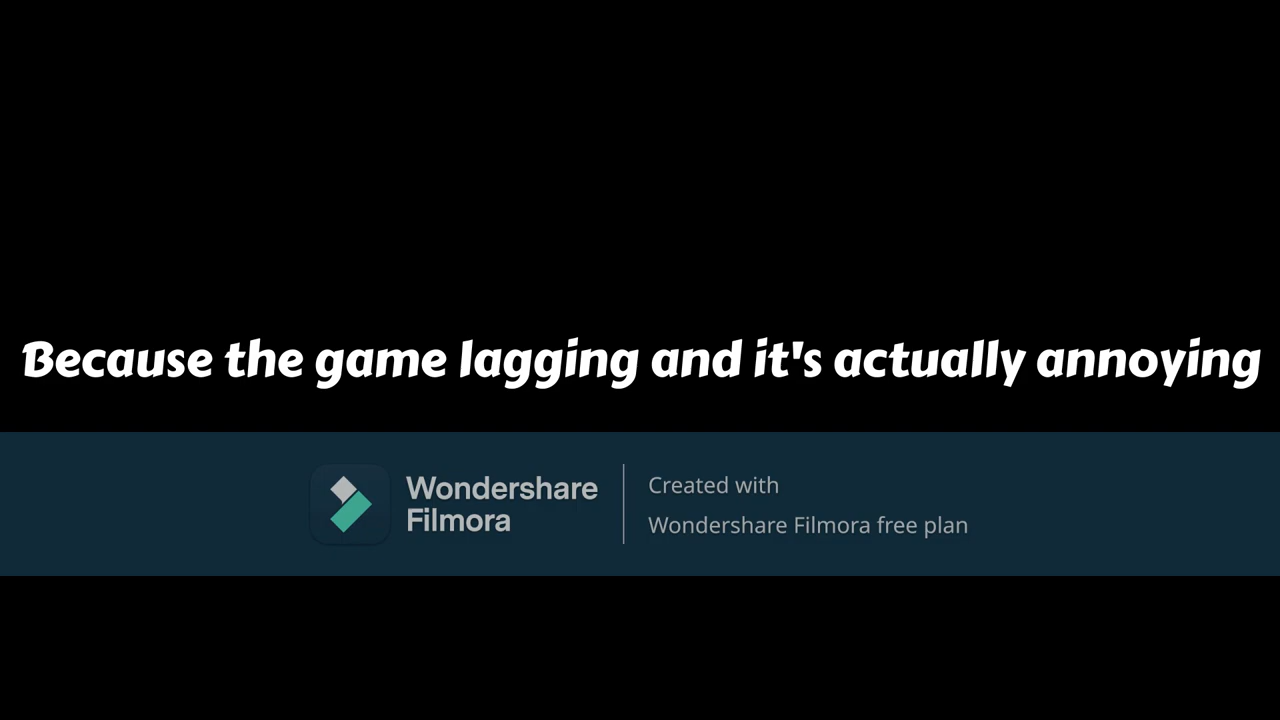 Because the game lagging and it's actually annoying
Wondershare
Filmora
Created with
Wondershare Filmora free plan